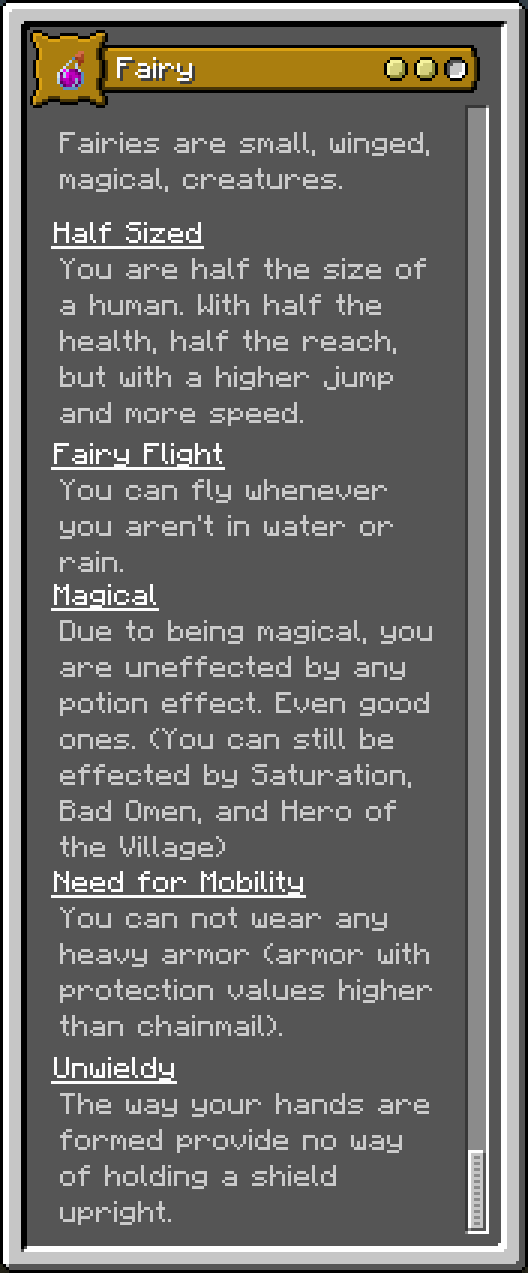 Fairy
Fairies are small, winged,
magical, creatures.
Half Sized
You are half the size of
a human. With half the
health, half the reach,
but with a higher jump
and more speed.
Fairy Flight
You can fly whenever
you aren't in water or
rain.
Magical
Due to being magical, you
are uneffected by any
potion effect. Even good
ones. (You can still be
effected by Saturation,
Bad Omen, and Hero of
the Village)
Need for Mobility
You can not wear any
heavy armor (armor with
protection values higher
than chainmail).
Unwieldy
The way your hands are
formed provide no way
of holding a shield
upright.